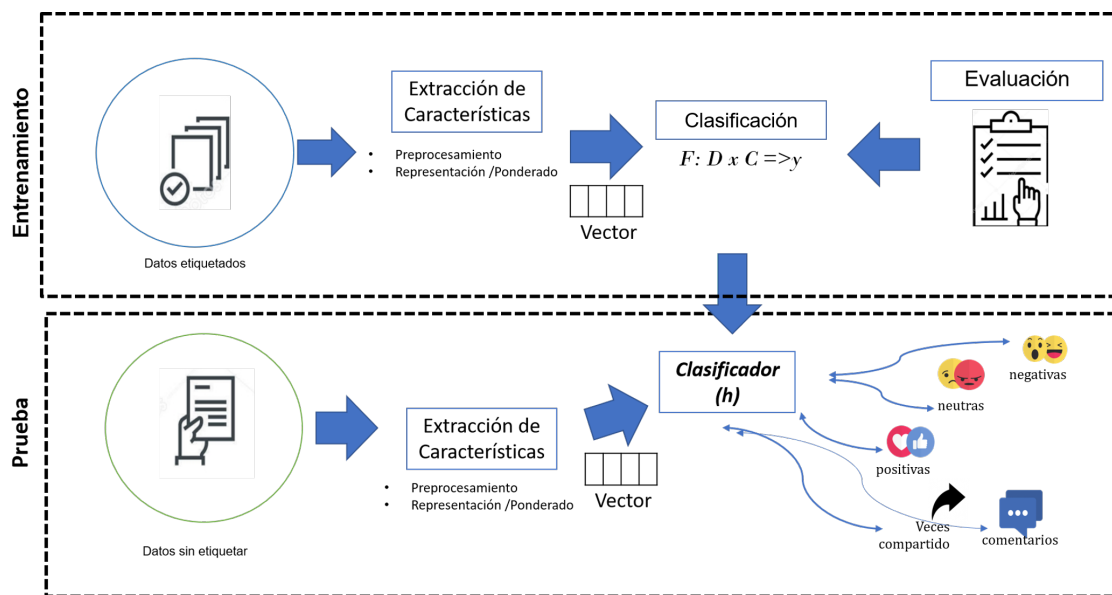 Entrenamiento
Datos etiquetados
Extracción de
Características
• Preprocesamiento
• Representación /Ponderado
Vector
Clasificación
F: D x C =>y
Evaluación
Prueba
Datos sin etiquetar
Extracción de
Características
• Preprocesamiento
• Representación /Ponderado
Vector
Clasificador
(h)
negativas
neutras
positivas
Veces
compartido
comentarios